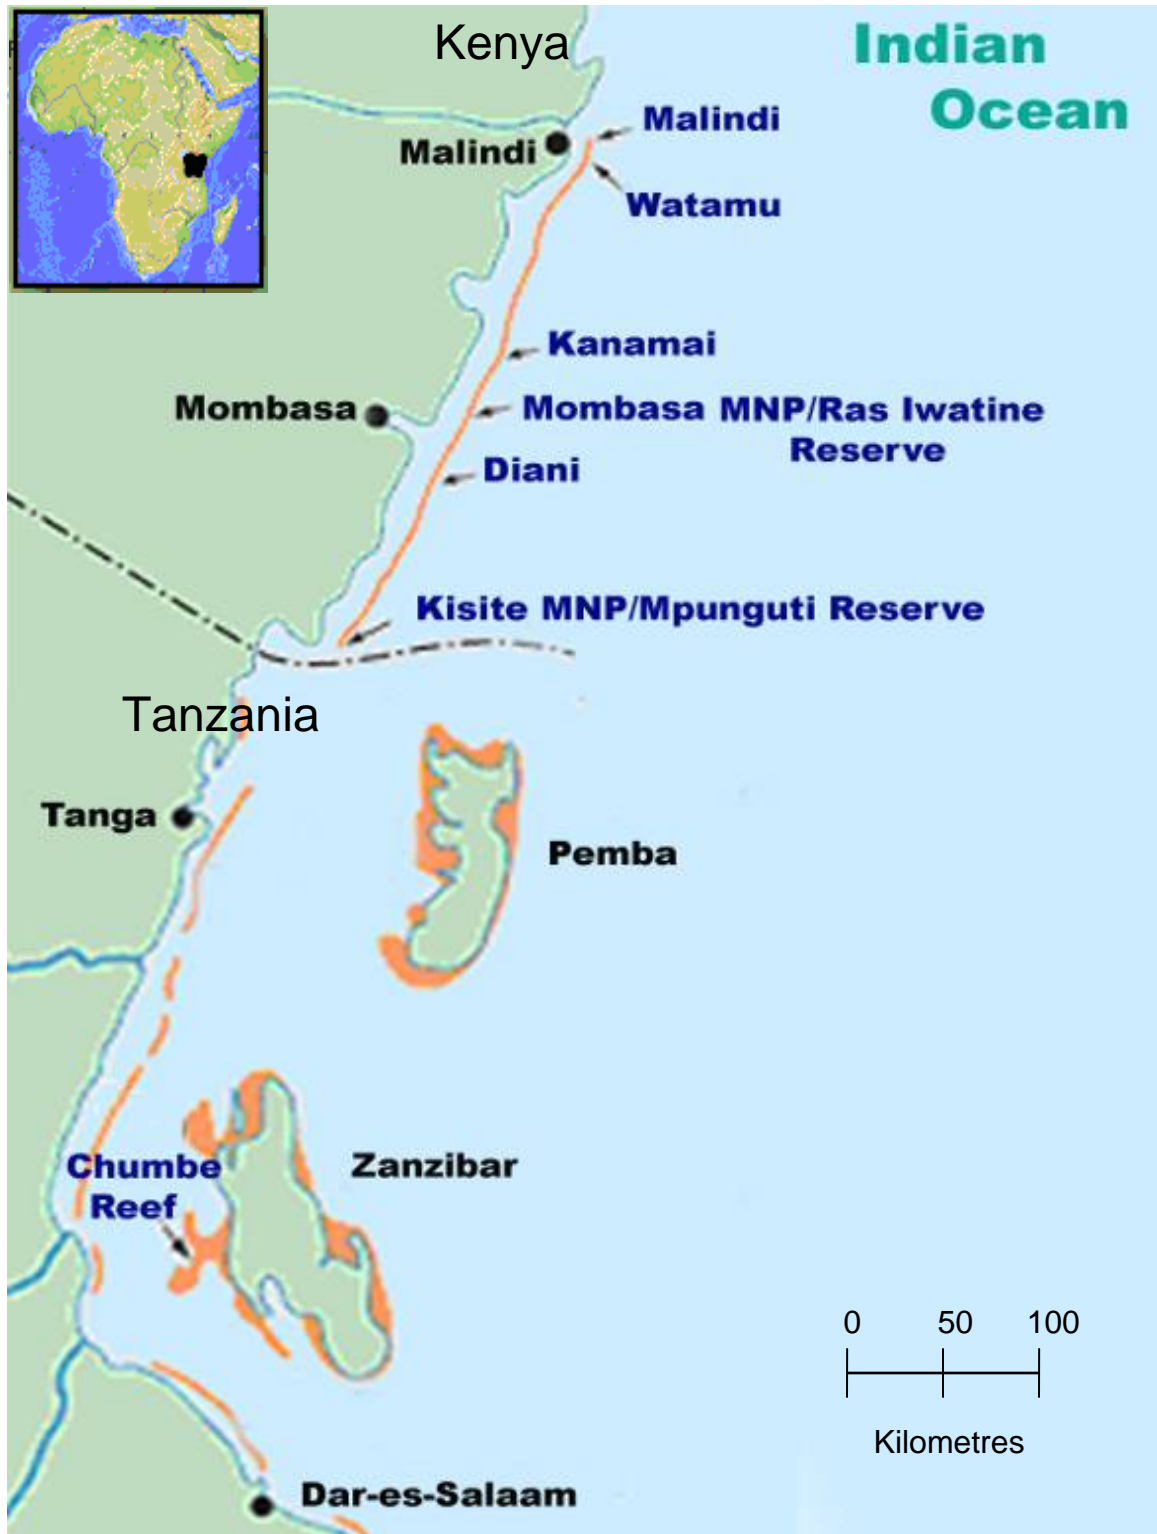 Kenya
Indian
Ocean
Malindi
Malindi
Watamu
Kanamai
Mombasa
Mombasa MNP/Ras Iwatine
Reserve
Diani
Kisite MNP/Mpunguti Reserve
Tanzania
Tanga
Pemba
Chumbe
Reef
Zanzibar
0 50 100
Kilometres
Dar-es-Salaam